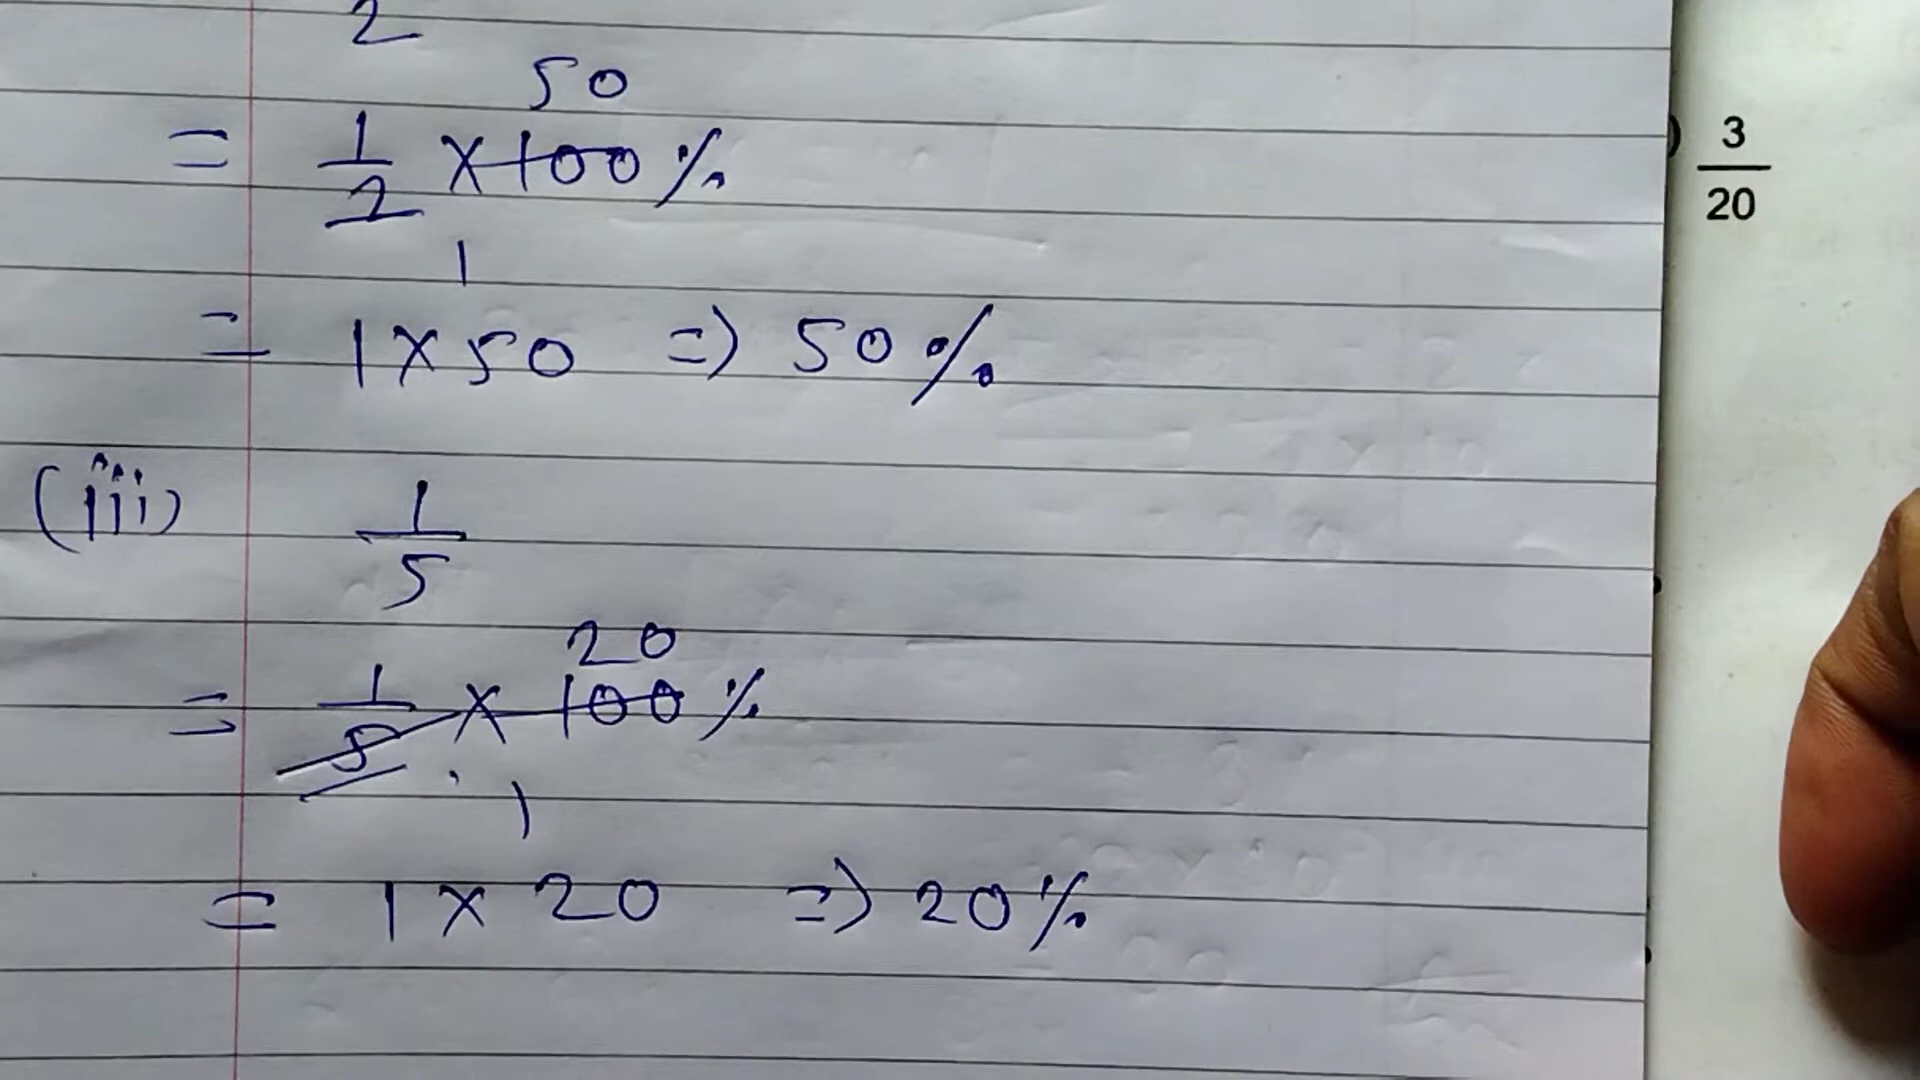 2
50
= 1/2 × 100 %
1
= 1 × 50 => 50 %
(iii) 1/5
20
= 1/5 × 100 %
1
= 1 × 20 => 20 %
) 3/20